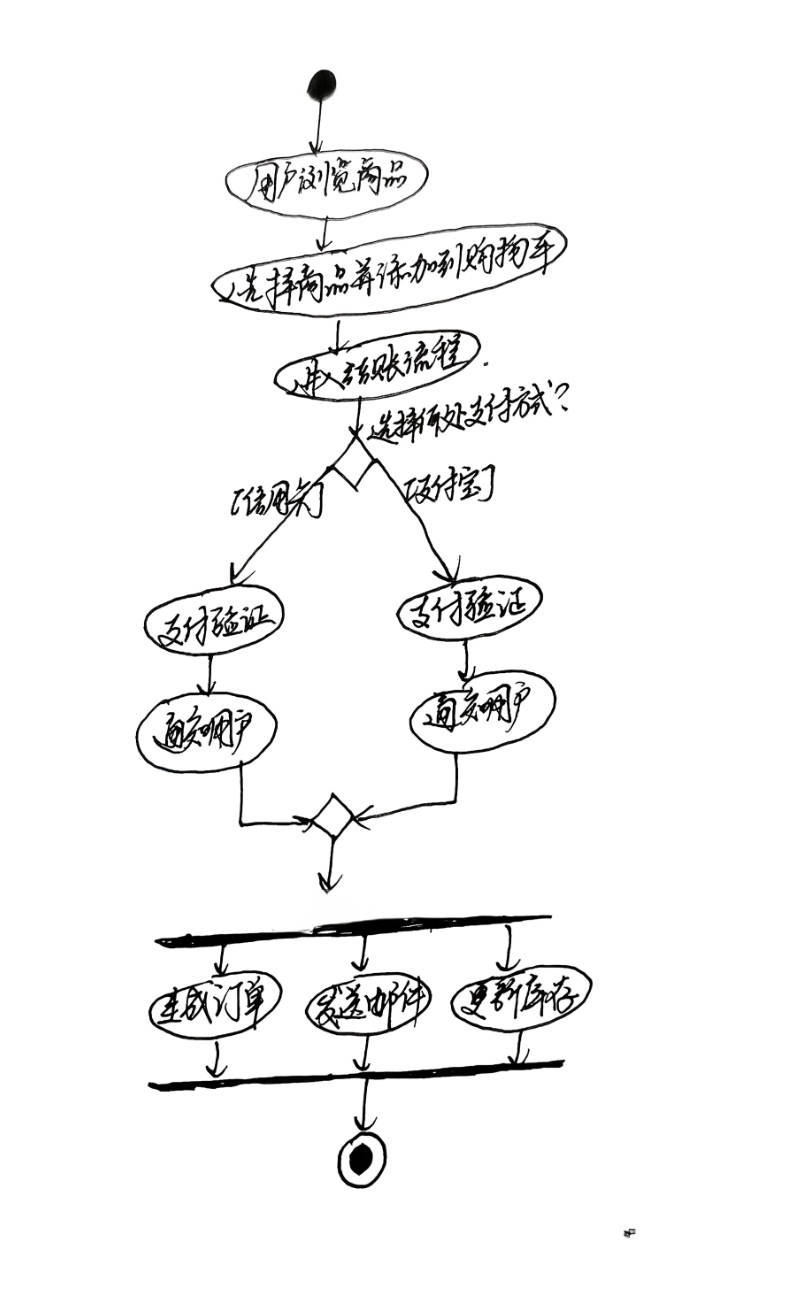 用户浏览商品
选择商品并添加到购物车
进入结账流程
选择何处支付方式?
[信用卡]
[支付宝]
支付验证
支付验证
通知用户
通知用户
生成订单
发送邮件
更新库存